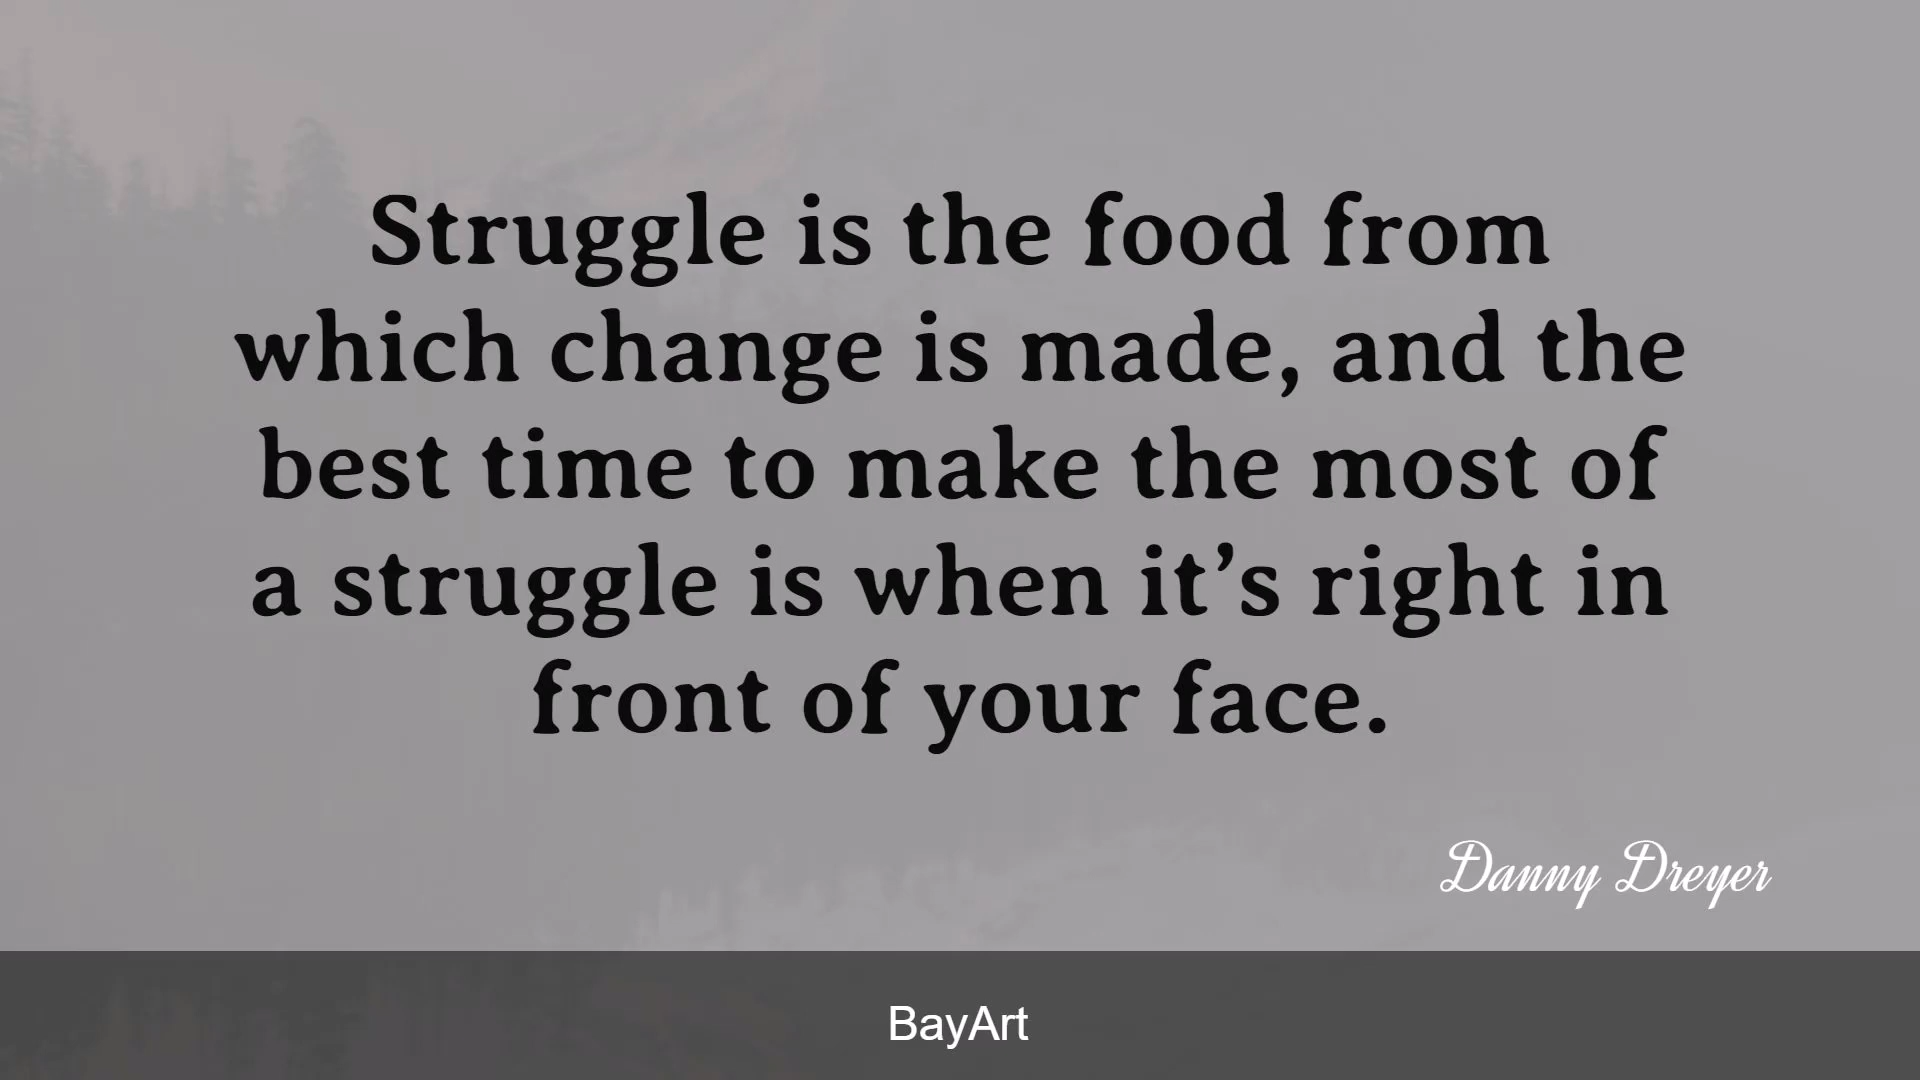 Struggle is the food from
which change is made, and the
best time to make the most of
a struggle is when it’s right in
front of your face.
Danny Dreyer
BayArt